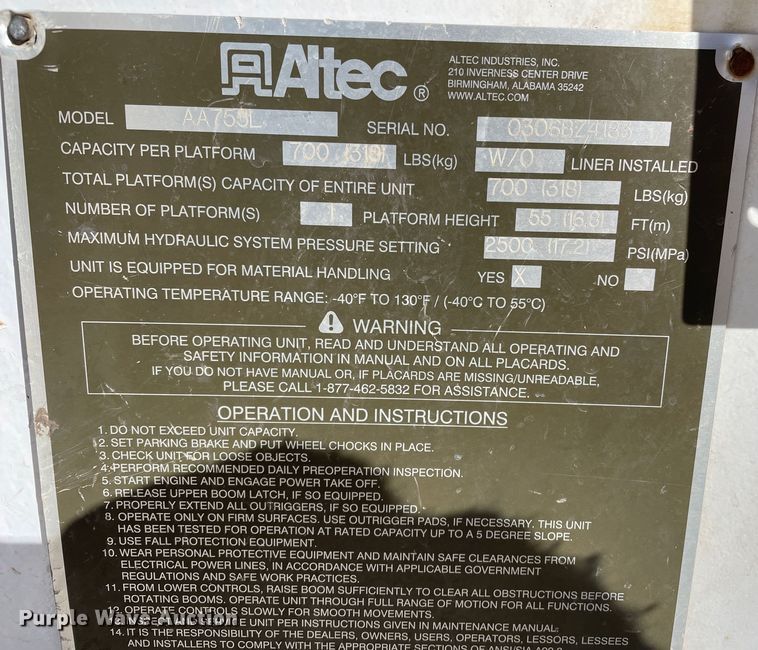 Altec ®
ALTEC INDUSTRIES, INC.
210 INVERNESS CENTER DRIVE
BIRMINGHAM, ALABAMA 35242
WWW.ALTEC.COM
MODEL AA755L SERIAL NO.
CAPACITY PER PLATFORM 700 (318) LBS(kg) W/O LINER INSTALLED
TOTAL PLATFORM(S) CAPACITY OF ENTIRE UNIT 700 (318) LBS(kg)
NUMBER OF PLATFORM(S) 1 PLATFORM HEIGHT 55 (16.8) FT(m)
MAXIMUM HYDRAULIC SYSTEM PRESSURE SETTING 2500 (17.2) PSI(MPa)
UNIT IS EQUIPPED FOR MATERIAL HANDLING YES X NO
OPERATING TEMPERATURE RANGE: -40°F TO 130°F / (-40°C TO 55°C)
WARNING
BEFORE OPERATING UNIT, READ AND UNDERSTAND ALL OPERATING AND
SAFETY INFORMATION IN MANUAL AND ON ALL PLACARDS.
IF YOU DO NOT HAVE MANUAL OR, IF PLACARDS ARE MISSING/UNREADABLE,
PLEASE CALL 1-877-462-5832 FOR ASSISTANCE.
OPERATION AND INSTRUCTIONS
1. DO NOT EXCEED UNIT CAPACITY.
2. SET PARKING BRAKE AND PUT WHEEL CHOCKS IN PLACE.
3. CHECK UNIT FOR LOOSE OBJECTS.
4. PERFORM RECOMMENDED DAILY PREOPERATION INSPECTION.
5. START ENGINE AND ENGAGE POWER TAKE OFF.
6. RELEASE UPPER BOOM LATCH, IF SO EQUIPPED.
7. PROPERLY EXTEND ALL OUTRIGGERS, IF SO EQUIPPED.
8. OPERATE ONLY ON FIRM SURFACES. USE OUTRIGGER PADS, IF NECESSARY. THIS UNIT
HAS BEEN TESTED FOR OPERATION AT RATED CAPACITY UP TO A 5 DEGREE SLOPE.
9. USE FALL PROTECTION EQUIPMENT.
10. WEAR PERSONAL PROTECTIVE EQUIPMENT AND MAINTAIN SAFE CLEARANCES FROM
ELECTRICAL POWER LINES, IN ACCORDANCE WITH APPLICABLE GOVERNMENT
REGULATIONS AND SAFE WORK PRACTICES.
11. FROM LOWER CONTROLS, RAISE BOOM SUFFICIENTLY TO CLEAR ALL OBSTRUCTIONS BEFORE
ROTATING BOOMS. OPERATE UNIT THROUGH FULL RANGE OF MOTION FOR ALL FUNCTIONS.
12. OPERATE CONTROLS SLOWLY FOR SMOOTH MOVEMENTS.
UNIT PER INSTRUCTIONS GIVEN IN MAINTENANCE MANUAL.
14. IT IS THE RESPONSIBILITY OF THE DEALERS, OWNERS, USERS, OPERATORS, LESSORS, LESSEES
AND INSTALLERS TO COMPLY WITH THE APPROPRIATE SECTIONS OF ANSI/SIA
Purple Wave Auction